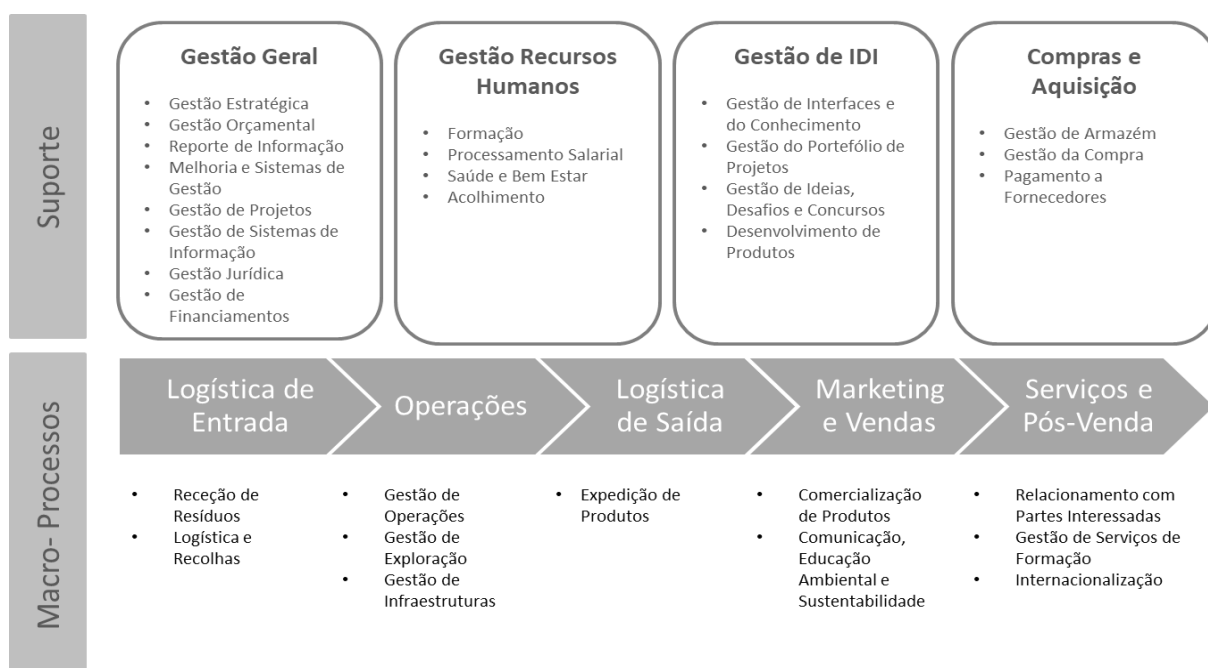 Suporte
Gestão Geral
• Gestão Estratégica
• Gestão Orçamental
• Reporte de Informação
• Melhoria e Sistemas de
Gestão
• Gestão de Projetos
• Gestão de Sistemas de
Informação
• Gestão Jurídica
• Gestão de
Financiamentos
Gestão Recursos
Humanos
• Formação
• Processamento Salarial
• Saúde e Bem Estar
• Acolhimento
Gestão de IDI
• Gestão de Interfaces e
do Conhecimento
• Gestão do Portefólio de
Projetos
• Gestão de Ideias,
Desafios e Concursos
• Desenvolvimento de
Produtos
Compras e
Aquisição
• Gestão de Armazém
• Gestão da Compra
• Pagamento a
Fornecedores
Macro- Processos
Logística de
Entrada
Operações
Logística
de Saída
Marketing
e Vendas
Serviços e
Pós-Venda
• Receção de
Resíduos
• Logística e
Recolhas
• Gestão de
Operações
• Gestão de
Exploração
• Gestão de
Infraestruturas
• Expedição de
Produtos
• Comercialização
de Produtos
• Comunicação,
Educação
Ambiental e
Sustentabilidade
• Relacionamento com
Partes Interessadas
• Gestão de Serviços de
Formação
• Internacionalização